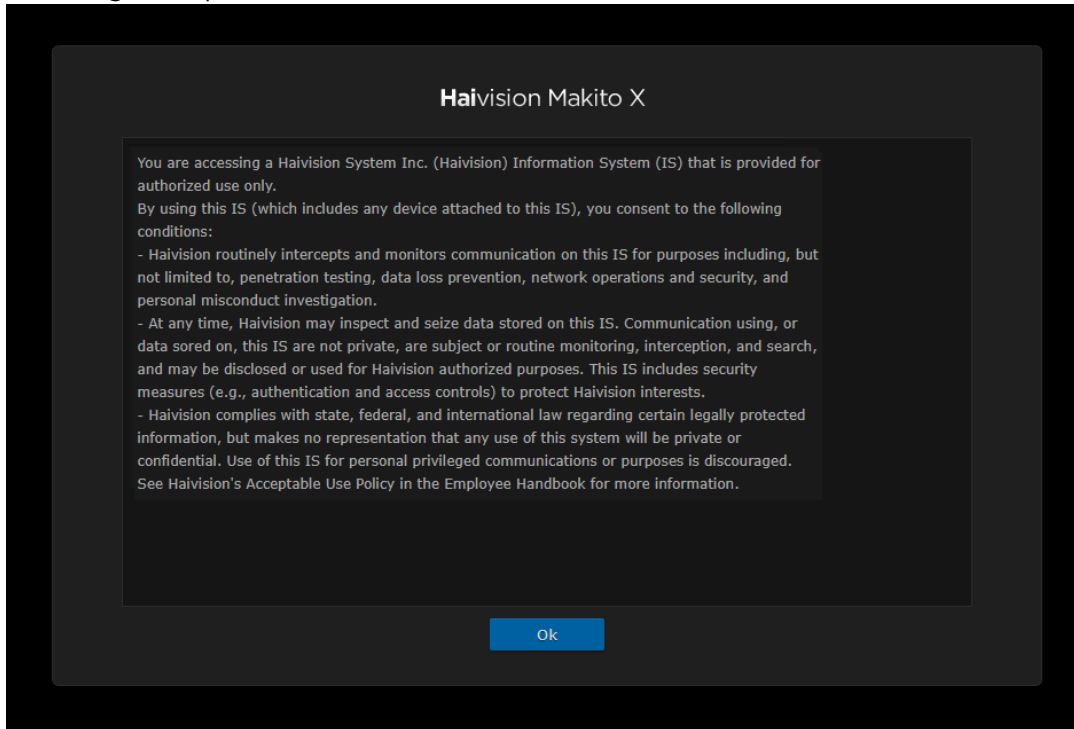 Haivision Makito X
You are accessing a Haivision System Inc. (Haivision) Information System (IS) that is provided for
authorized use only.
By using this IS (which includes any device attached to this IS), you consent to the following
conditions:
- Haivision routinely intercepts and monitors communication on this IS for purposes including, but
not limited to, penetration testing, data loss prevention, network operations and security, and
personal misconduct investigation.
- At any time, Haivision may inspect and seize data stored on this IS. Communication using, or
data sored on, this IS are not private, are subject or routine monitoring, interception, and search,
and may be disclosed or used for Haivision authorized purposes. This IS includes security
measures (e.g., authentication and access controls) to protect Haivision interests.
- Haivision complies with state, federal, and international law regarding certain legally protected
information, but makes no representation that any use of this system will be private or
confidential. Use of this IS for personal privileged communications or purposes is discouraged.
See Haivision's Acceptable Use Policy in the Employee Handbook for more information.
Ok